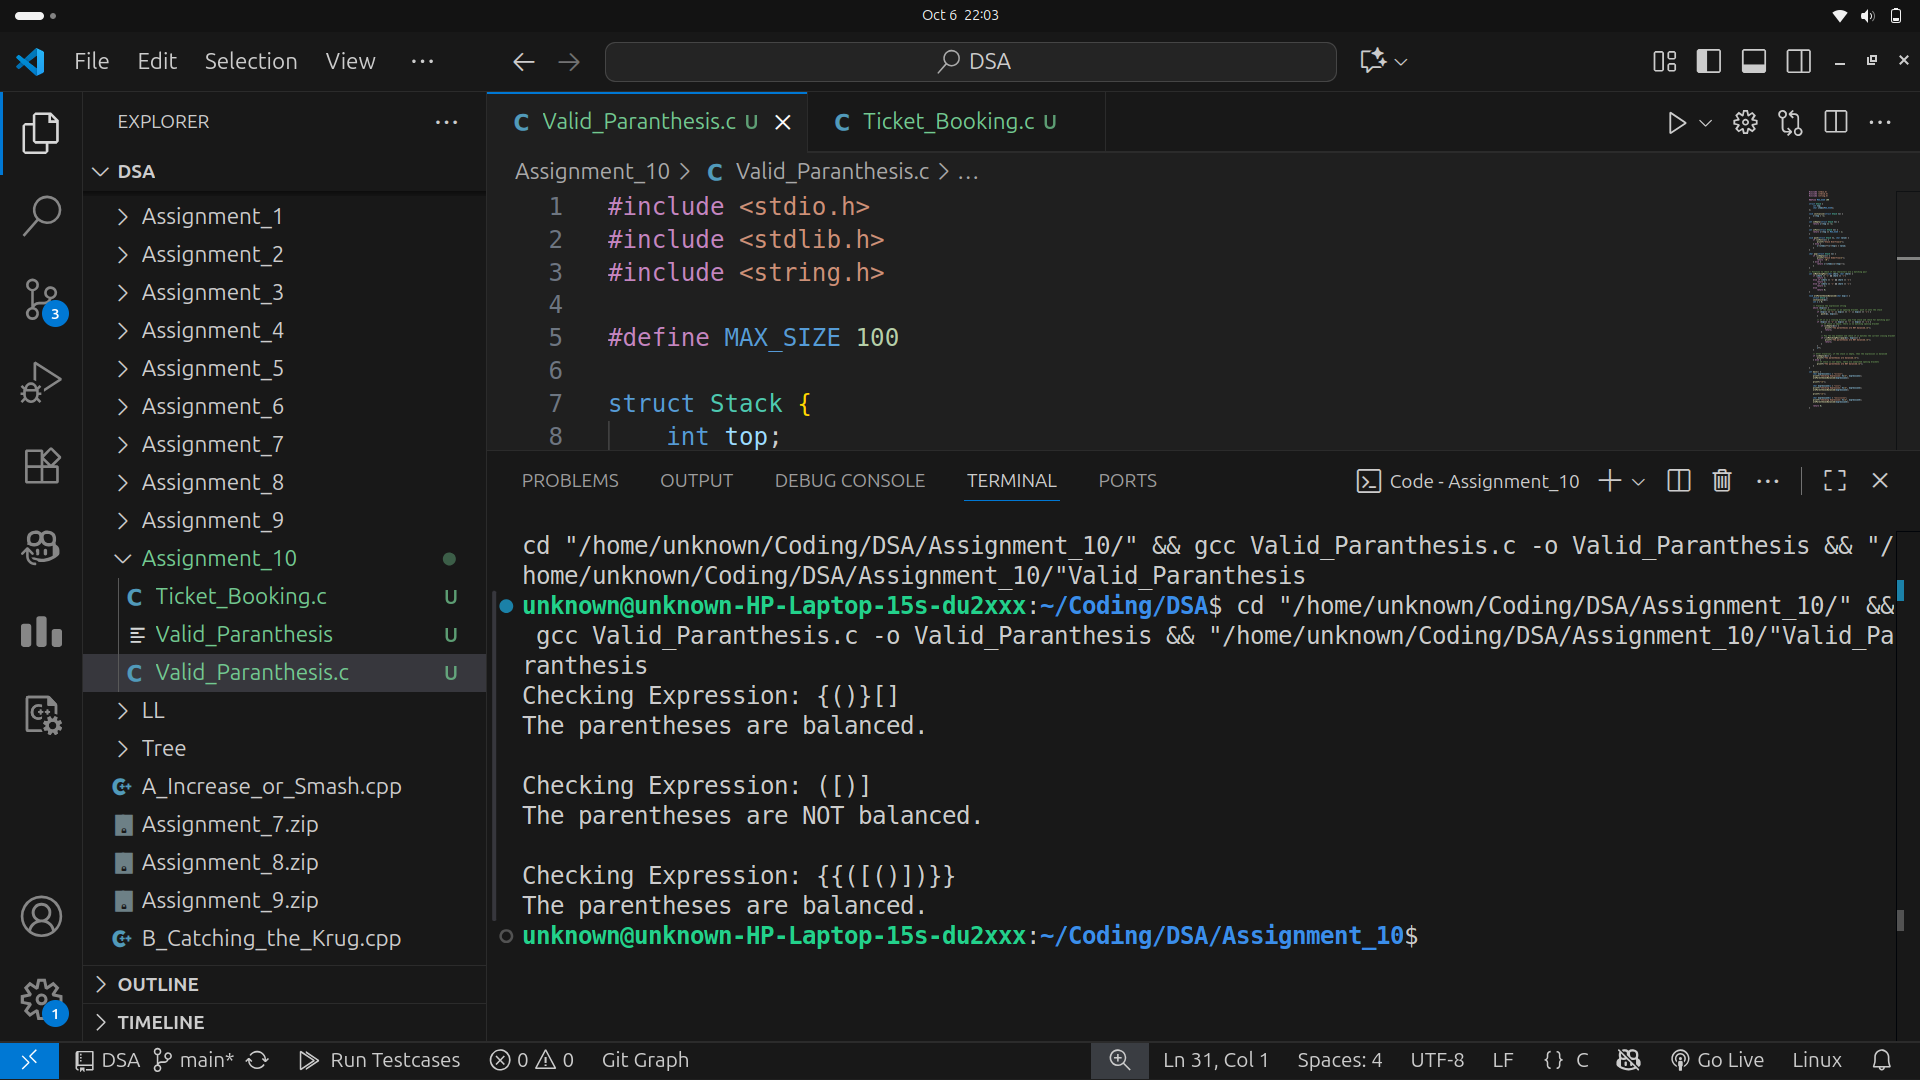 Oct 6 22:03
File Edit Selection View ···
DSA
EXPLORER
DSA
Assignment_1
Assignment_2
Assignment_3
Assignment_4
Assignment_5
Assignment_6
Assignment_7
Assignment_8
Assignment_9
Assignment_10
C Ticket_Booking.c U
Valid_Paranthesis U
C Valid_Paranthesis.c U
LL
Tree
A_Increase_or_Smash.cpp
Assignment_7.zip
Assignment_8.zip
Assignment_9.zip
B_Catching_the_Krug.cpp
OUTLINE
TIMELINE
3
1
C Valid_Paranthesis.c U
C Ticket_Booking.c U
Assignment_10 > C Valid_Paranthesis.c > ...
1 #include <stdio.h>
2 #include <stdlib.h>
3 #include <string.h>
4
5 #define MAX_SIZE 100
6
7 struct Stack {
8 int top;
PROBLEMS OUTPUT DEBUG CONSOLE TERMINAL PORTS
Code - Assignment_10
cd "/home/unknown/Coding/DSA/Assignment_10/" && gcc Valid_Paranthesis.c -o Valid_Paranthesis && "/
home/unknown/Coding/DSA/Assignment_10/"Valid_Paranthesis
unknown@unknown-HP-Laptop-15s-du2xxx:~/Coding/DSA$ cd "/home/unknown/Coding/DSA/Assignment_10/" &&
gcc Valid_Paranthesis.c -o Valid_Paranthesis && "/home/unknown/Coding/DSA/Assignment_10/"Valid_Pa
ranthesis
Checking Expression: {()}[]
The parentheses are balanced.
Checking Expression: ([)]
The parentheses are NOT balanced.
Checking Expression: {{([()])}}
The parentheses are balanced.
unknown@unknown-HP-Laptop-15s-du2xxx:~/Coding/DSA/Assignment_10$
DSA main* Run Testcases 0 0 Git Graph
Ln 31, Col 1 Spaces: 4 UTF-8 LF {} C Go Live Linux